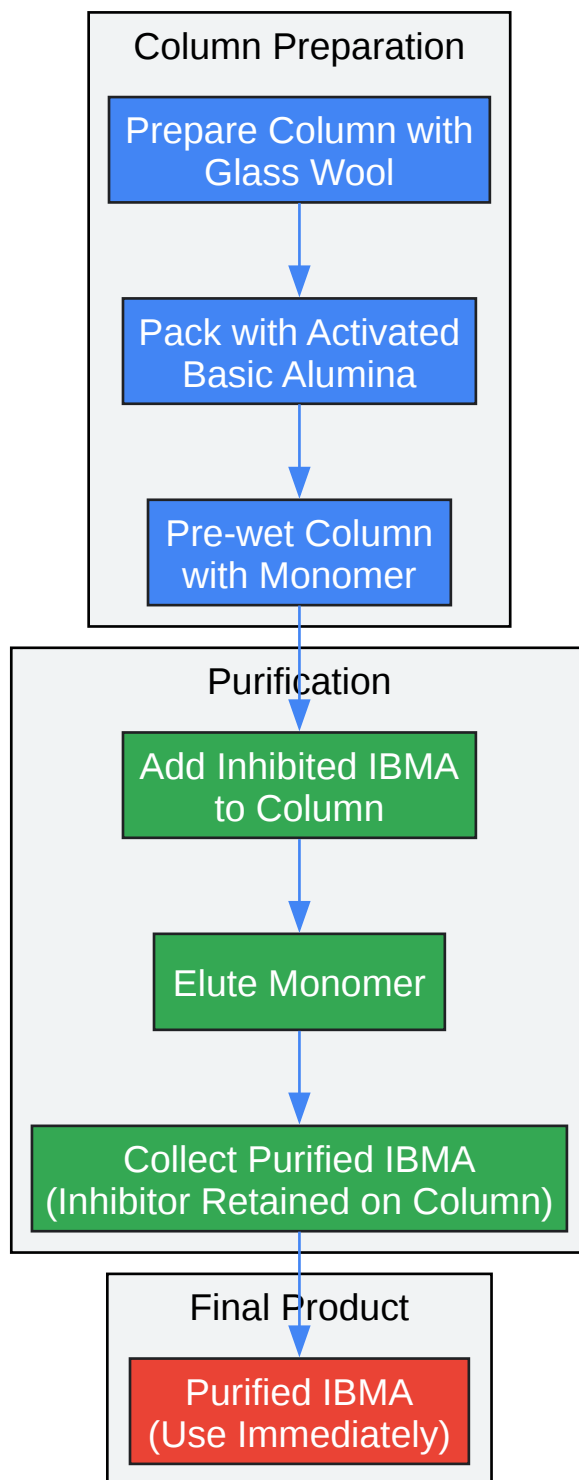 Column Preparation
Prepare Column with
Glass Wool
Pack with Activated
Basic Alumina
Pre-wet Column
with Monomer
Purification
Add Inhibited IBMA
to Column
Elute Monomer
Collect Purified IBMA
(Inhibitor Retained on Column)
Final Product
Purified IBMA
(Use Immediately)